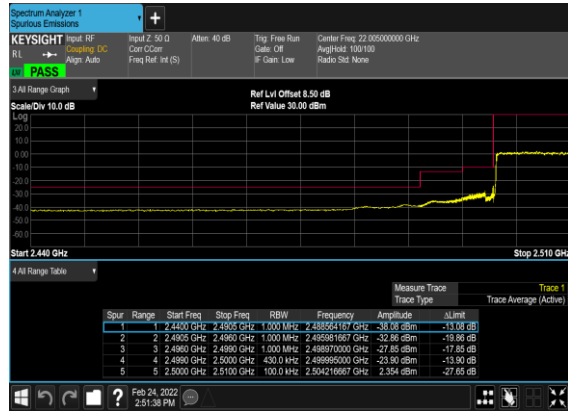 Spectrum Analyzer 1
Spurious Emissions
KEYSIGHT Input: RF Input Z: 50 Ω Atten: 40 dB Trig: Free Run Center Freq: 22.005000000 GHz
Coupling: DC Corr CCorr Gate: Off Avg|Hold: 100/100
RL Align: Auto Freq Ref: Int (S) IF Gain: Low Radio Std: None
PASS
3 All Range Graph
Ref Lvl Offset 8.50 dB
Scale/Div 10.0 dB Ref Value 30.00 dBm
Log
20.0
10.0
0.00
-10.0
-20.0
-30.0
-40.0
-50.0
-60.0
Start 2.440 GHz Stop 2.510 GHz
4 All Range Table
Measure Trace Trace 1
Trace Type Trace Average (Active)
Spur Range Start Freq Stop Freq RBW Frequency Amplitude ΔLimit
1 1 2.4400 GHz 2.4905 GHz 1.000 MHz 2.488564167 GHz -38.08 dBm -13.08 dB
2 2 2.4905 GHz 2.4960 GHz 1.000 MHz 2.495981667 GHz -32.86 dBm -19.86 dB
3 3 2.4960 GHz 2.4990 GHz 1.000 MHz 2.498970000 GHz -27.85 dBm -17.85 dB
4 4 2.4990 GHz 2.5000 GHz 430.0 kHz 2.499995000 GHz -23.90 dBm -13.90 dB
5 5 2.5000 GHz 2.5100 GHz 100.0 kHz 2.504216667 GHz 2.354 dBm -27.65 dB
Feb 24, 2022
2:51:38 PM